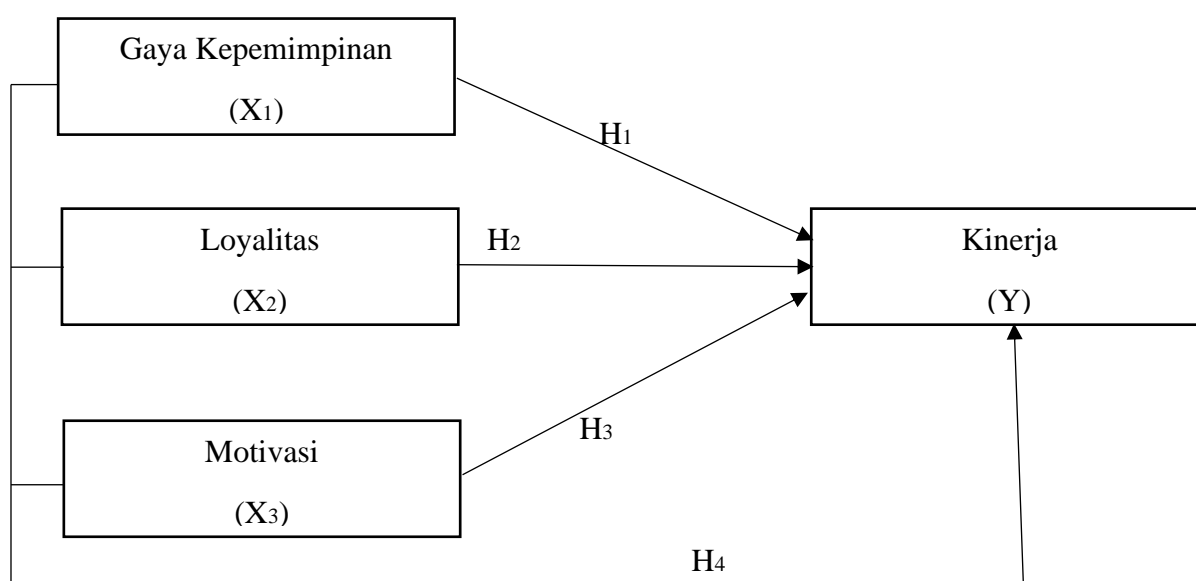 Gaya Kepemimpinan
(X1)
H1
Loyalitas
(X2)
H2
Kinerja
(Y)
Motivasi
(X3)
H3
H4